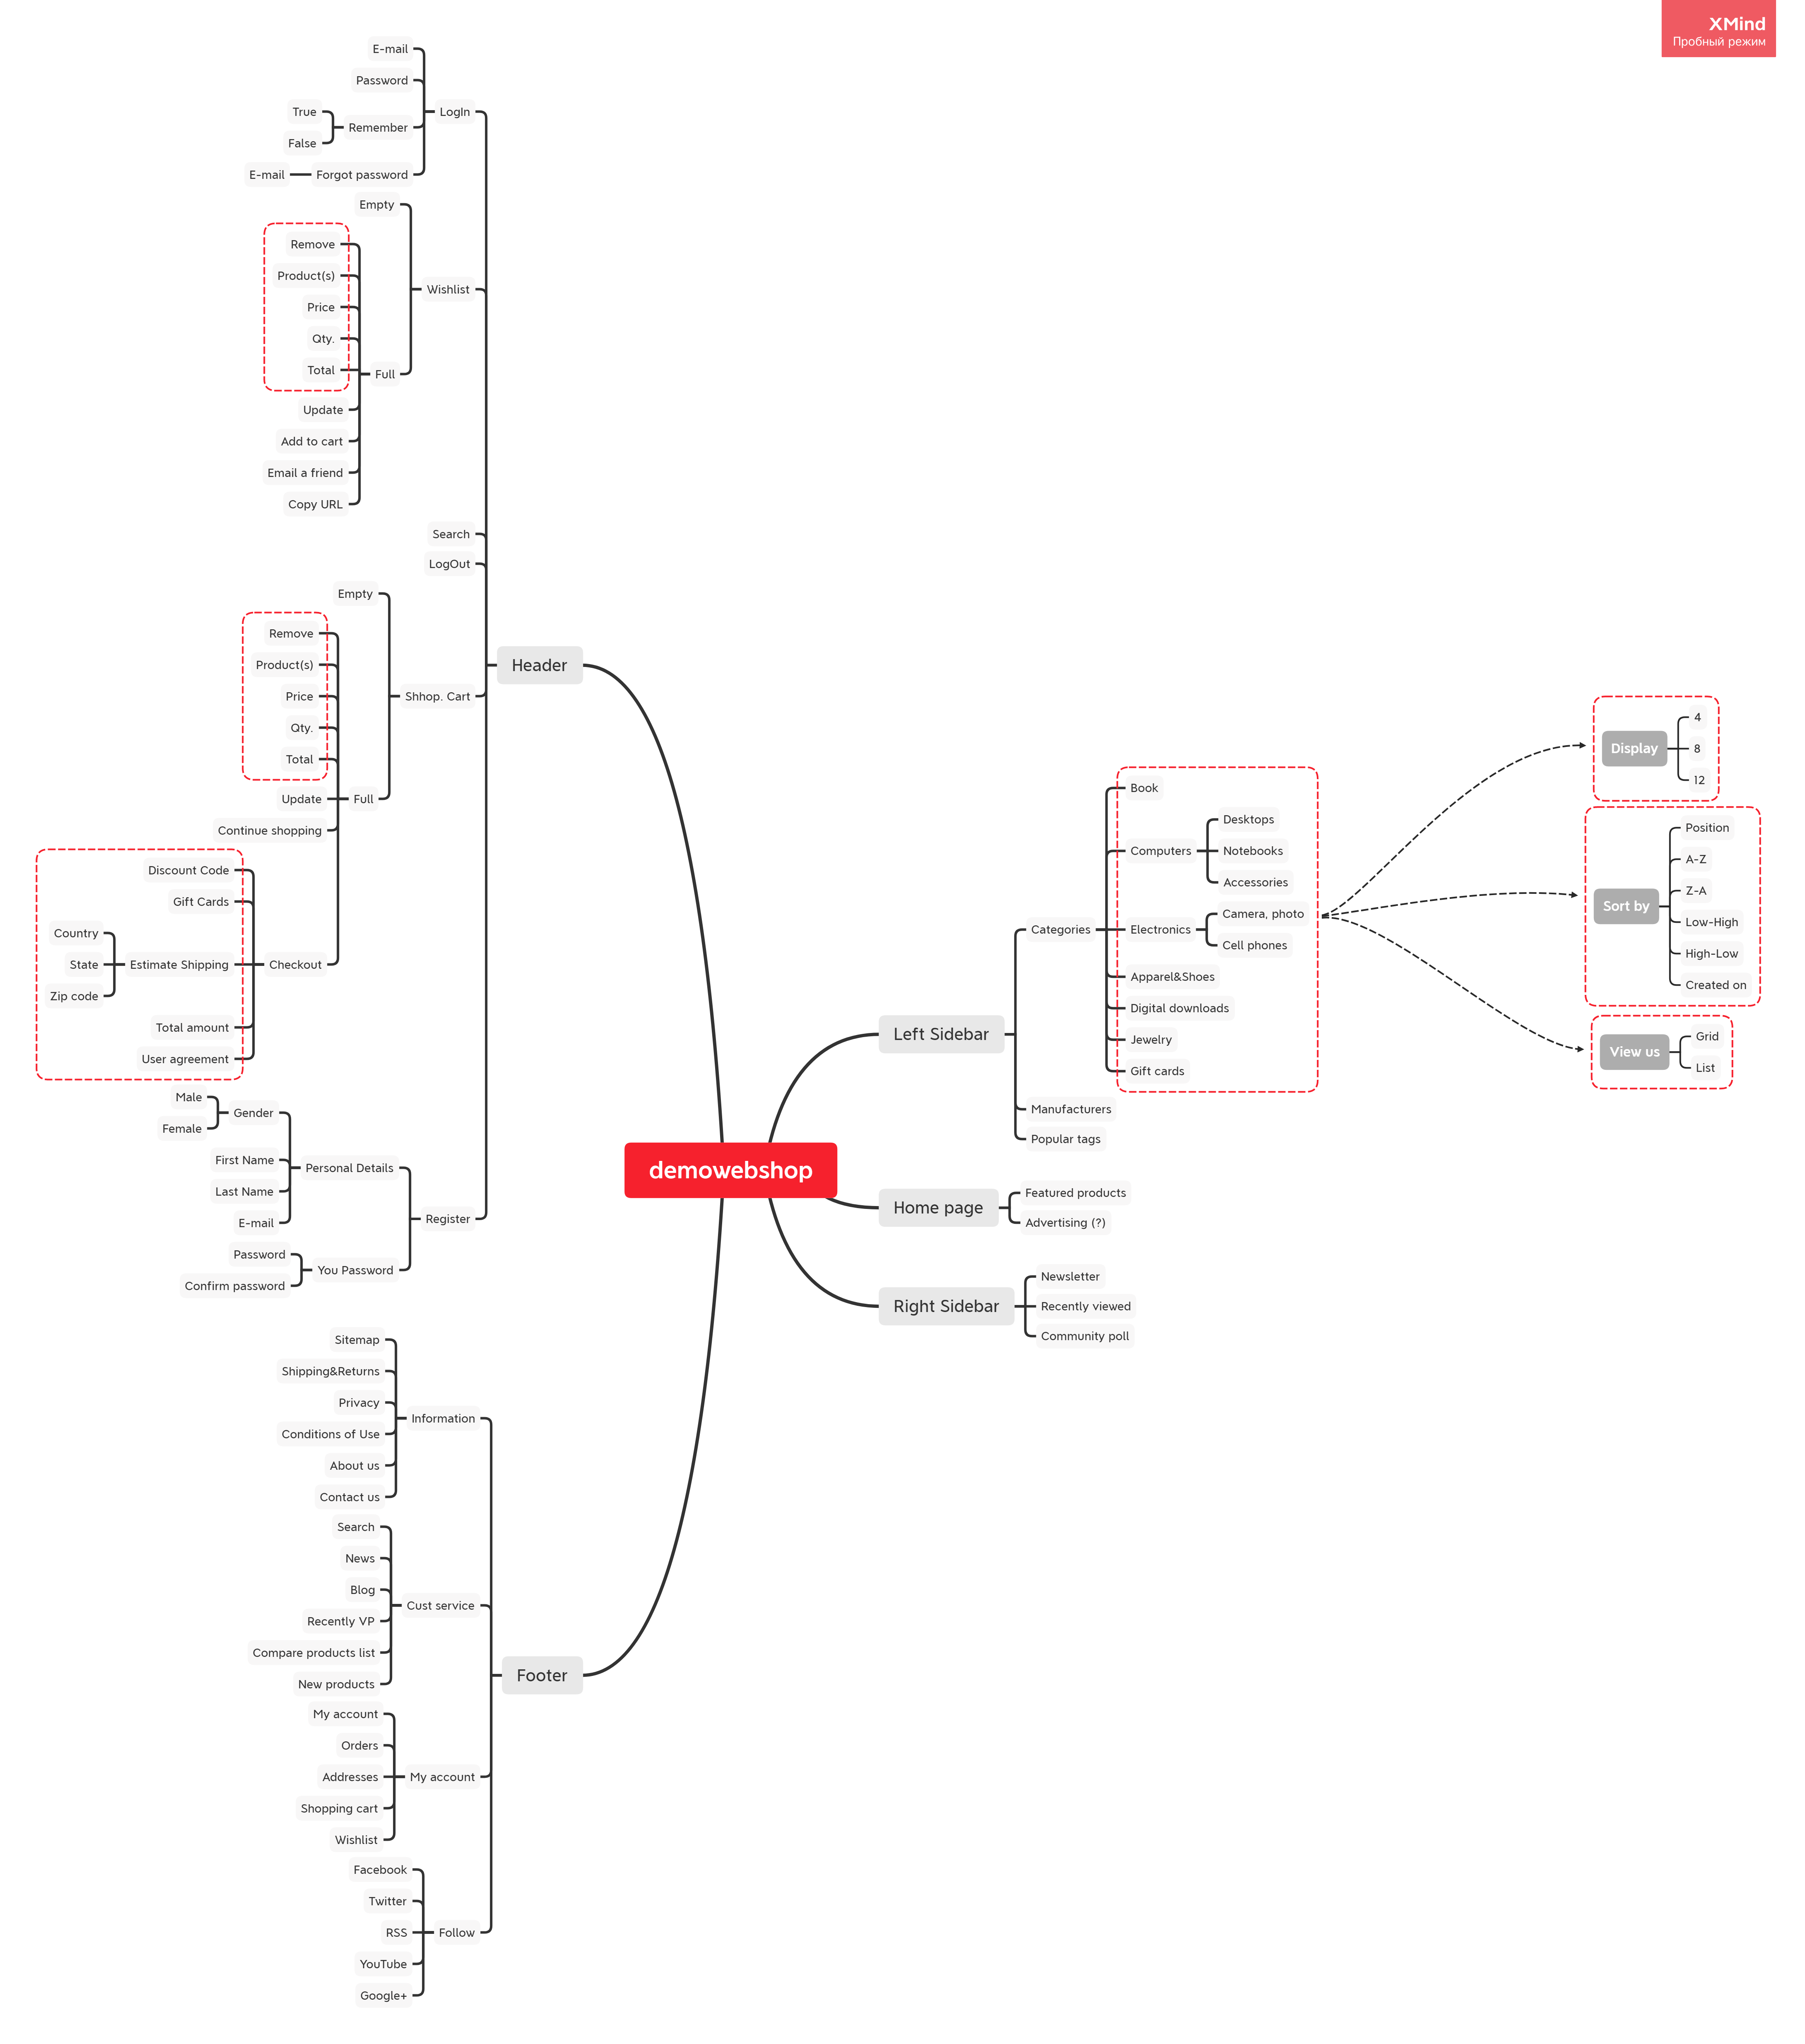 XMind
Пробный режим
E-mail
Password
True
False
Remember
E-mail
Forgot password
LogIn
Empty
Remove
Product(s)
Price
Qty.
Total
Update
Add to cart
Email a friend
Copy URL
Full
Wishlist
Search
LogOut
Empty
Remove
Product(s)
Price
Qty.
Total
Update
Continue shopping
Discount Code
Gift Cards
Country
State
Zip code
Estimate Shipping
Total amount
User agreement
Checkout
Full
Shhop. Cart
Male
Female
Gender
First Name
Last Name
E-mail
Personal Details
Password
Confirm password
You Password
Register
Header
Sitemap
Shipping&Returns
Privacy
Conditions of Use
About us
Contact us
Information
Search
News
Blog
Recently VP
Compare products list
New products
Cust service
My account
Orders
Addresses
Shopping cart
Wishlist
My account
Facebook
Twitter
RSS
YouTube
Google+
Follow
Footer
demowebshop
Left Sidebar
Categories
Book
Computers
Desktops
Notebooks
Accessories
Electronics
Camera, photo
Cell phones
Apparel&Shoes
Digital downloads
Jewelry
Gift cards
Manufacturers
Popular tags
Home page
Featured products
Advertising (?)
Right Sidebar
Newsletter
Recently viewed
Community poll
Display
4
8
12
Sort by
Position
A-Z
Z-A
Low-High
High-Low
Created on
View us
Grid
List